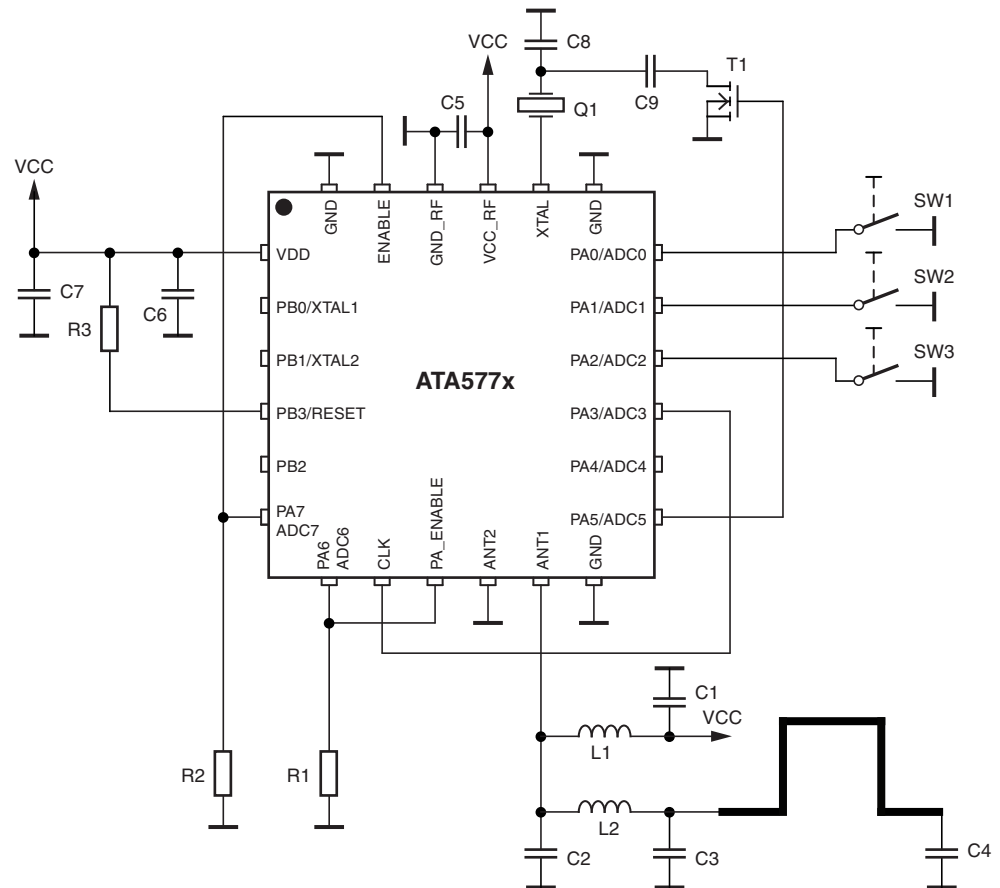 C8
VCC
T1
C5
C9
Q1
VCC
GND
ENABLE
GND_RF
VCC_RF
XTAL
GND
SW1
VDD
PA0/ADC0
C7
SW2
PB0/XTAL1
PA1/ADC1
R3
C6
SW3
PB1/XTAL2
PA2/ADC2
ATA577x
PB3/RESET
PA3/ADC3
PB2
PA4/ADC4
PA7
ADC7
PA5/ADC5
PA6
ADC6
CLK
PA_ENABLE
ANT2
ANT1
GND
C1
VCC
L1
R2
R1
L2
C2
C3
C4